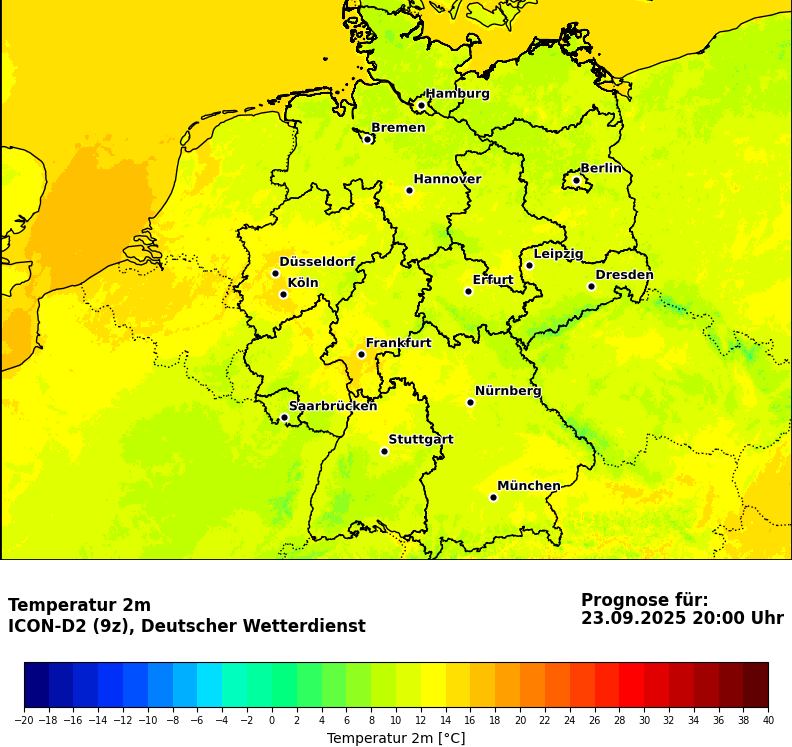 Hamburg
Bremen
Berlin
Hannover
Leipzig
Düsseldorf
Dresden
Köln
Erfurt
Frankfurt
Nürnberg
Saarbrücken
Stuttgart
München
Temperatur 2m
ICON-D2 (9z), Deutscher Wetterdienst
Prognose für:
23.09.2025 20:00 Uhr
−20 −18 −16 −14 −12 −10 −8 −6 −4 −2 0 2 4 6 8 10 12 14 16 18 20 22 24 26 28 30 32 34 36 38 40
Temperatur 2m [°C]